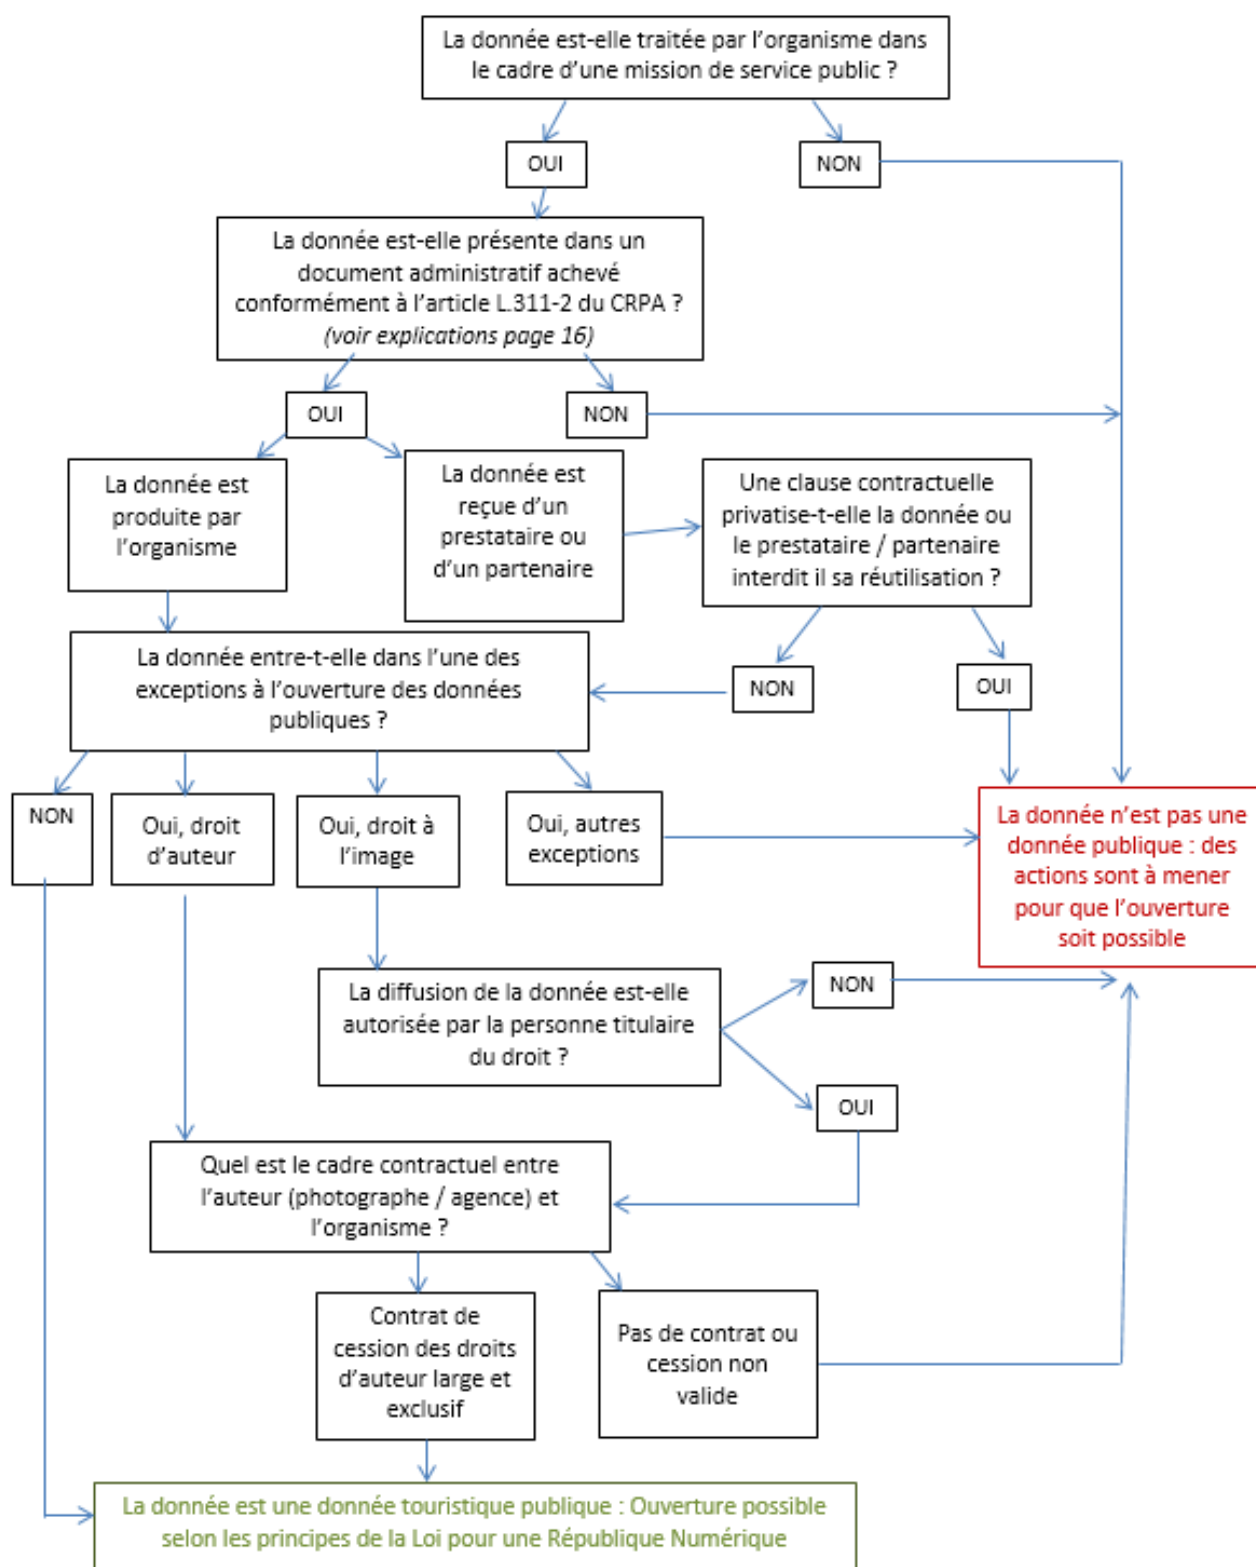 La donnée est-elle traitée par l’organisme dans
le cadre d’une mission de service public ?
OUI
NON
La donnée est-elle présente dans un
document administratif achevé
conformément à l’article L.311-2 du CRPA ?
(voir explications page 16)
OUI
NON
La donnée est
produite par
l’organisme
La donnée est
reçue d’un
prestataire ou
d’un partenaire
Une clause contractuelle
privatise-t-elle la donnée ou
le prestataire / partenaire
interdit il sa réutilisation ?
La donnée entre-t-elle dans l’une des
exceptions à l’ouverture des données
publiques ?
NON
OUI
NON
Oui, droit
d’auteur
Oui, droit à
l’image
Oui, autres
exceptions
La donnée n’est pas une
donnée publique : des
actions sont à mener
pour que l’ouverture
soit possible
La diffusion de la donnée est-elle
autorisée par la personne titulaire
du droit ?
NON
OUI
Quel est le cadre contractuel entre
l’auteur (photographe / agence) et
l’organisme ?
Contrat de
cession des droits
d’auteur large et
exclusif
Pas de contrat ou
cession non
valide
La donnée est une donnée touristique publique : Ouverture possible
selon les principes de la Loi pour une République Numérique